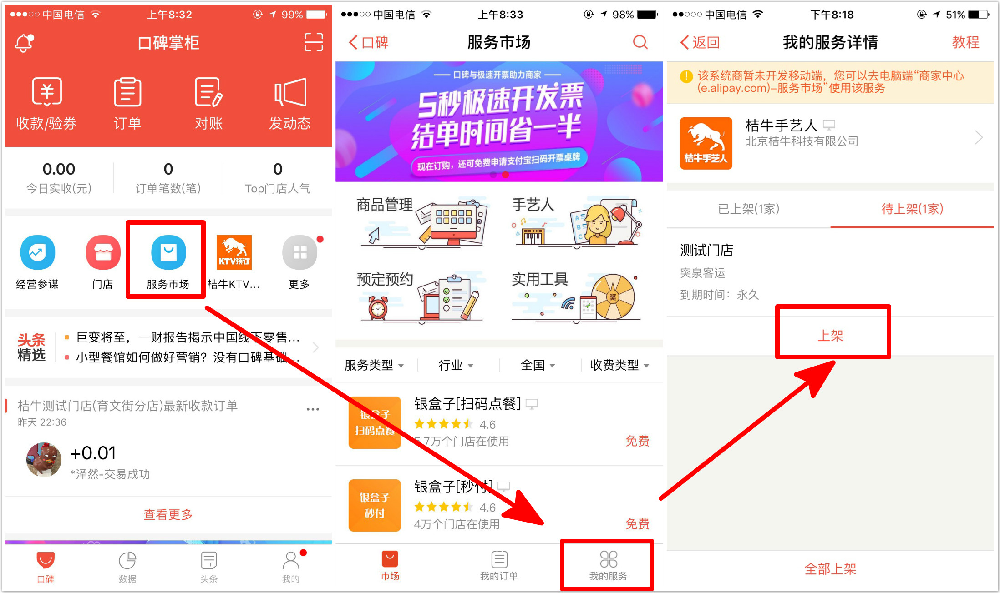 中国电信
上午8:32
99%
口碑掌柜
收款/验券
订单
对账
发动态
0.00
0
0
今日实收(元)
订单笔数(笔)
Top门店人气
KTV预订
经营参谋
门店
服务市场
桔牛KTV...
更多
头条
精选
巨变将至，一财报告揭示中国线下零售...
小型餐馆如何做好营销？没有口碑基础...
桔牛测试门店(育文街分店)最新收款订单
昨天 22:36
+0.01
*泽然-交易成功
查看更多
口碑
数据
头条
我的
中国电信
上午8:33
98%
口碑
服务市场
口碑与极速开票助力商家
5秒极速开发票
结单时间省一半
现在订购，还可免费申请支付宝扫码开票桌牌
商品管理
手艺人
A
A
B
C
预定预约
实用工具
奖
服务类型
行业
全国
收费类型
银盒子
扫码点餐
银盒子[扫码点餐]
4.6
5.7万个门店在使用
免费
银盒子
秒付
银盒子[秒付]
4.6
4万个门店在使用
免费
市场
我的订单
我的服务
中国电信
下午8:18
51%
返回
我的服务详情
教程
该系统商暂未开发移动端，您可以去电脑端“商家中心
(e.alipay.com)-服务市场”使用该服务
桔牛手艺人
桔牛手艺人
北京桔牛科技有限公司
已上架(1家)
待上架(1家)
测试门店
突泉客运
到期时间：永久
上架
全部上架